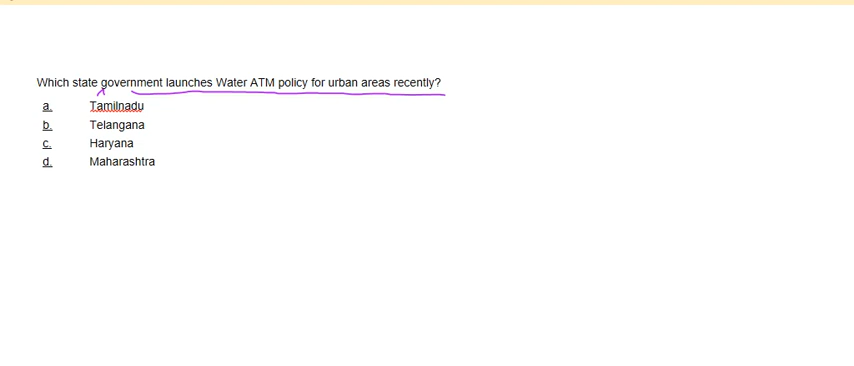 Which state government launches Water ATM policy for urban areas recently?
a. Tamilnadu
b. Telangana
c. Haryana
d. Maharashtra